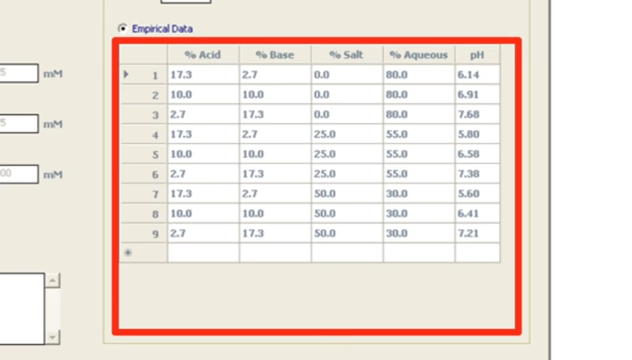 Empirical Data
% Acid % Base % Salt % Aqueous pH
1 17.3 2.7 0.0 80.0 6.14
2 10.0 10.0 0.0 80.0 6.91
5 mM
3 2.7 17.3 0.0 80.0 7.68
4 17.3 2.7 25.0 55.0 5.80
5 mM
5 10.0 10.0 25.0 55.0 6.58
6 2.7 17.3 25.0 55.0 7.38
00 mM
7 17.3 2.7 50.0 30.0 5.60
8 10.0 10.0 50.0 30.0 6.41
9 2.7 17.3 50.0 30.0 7.21